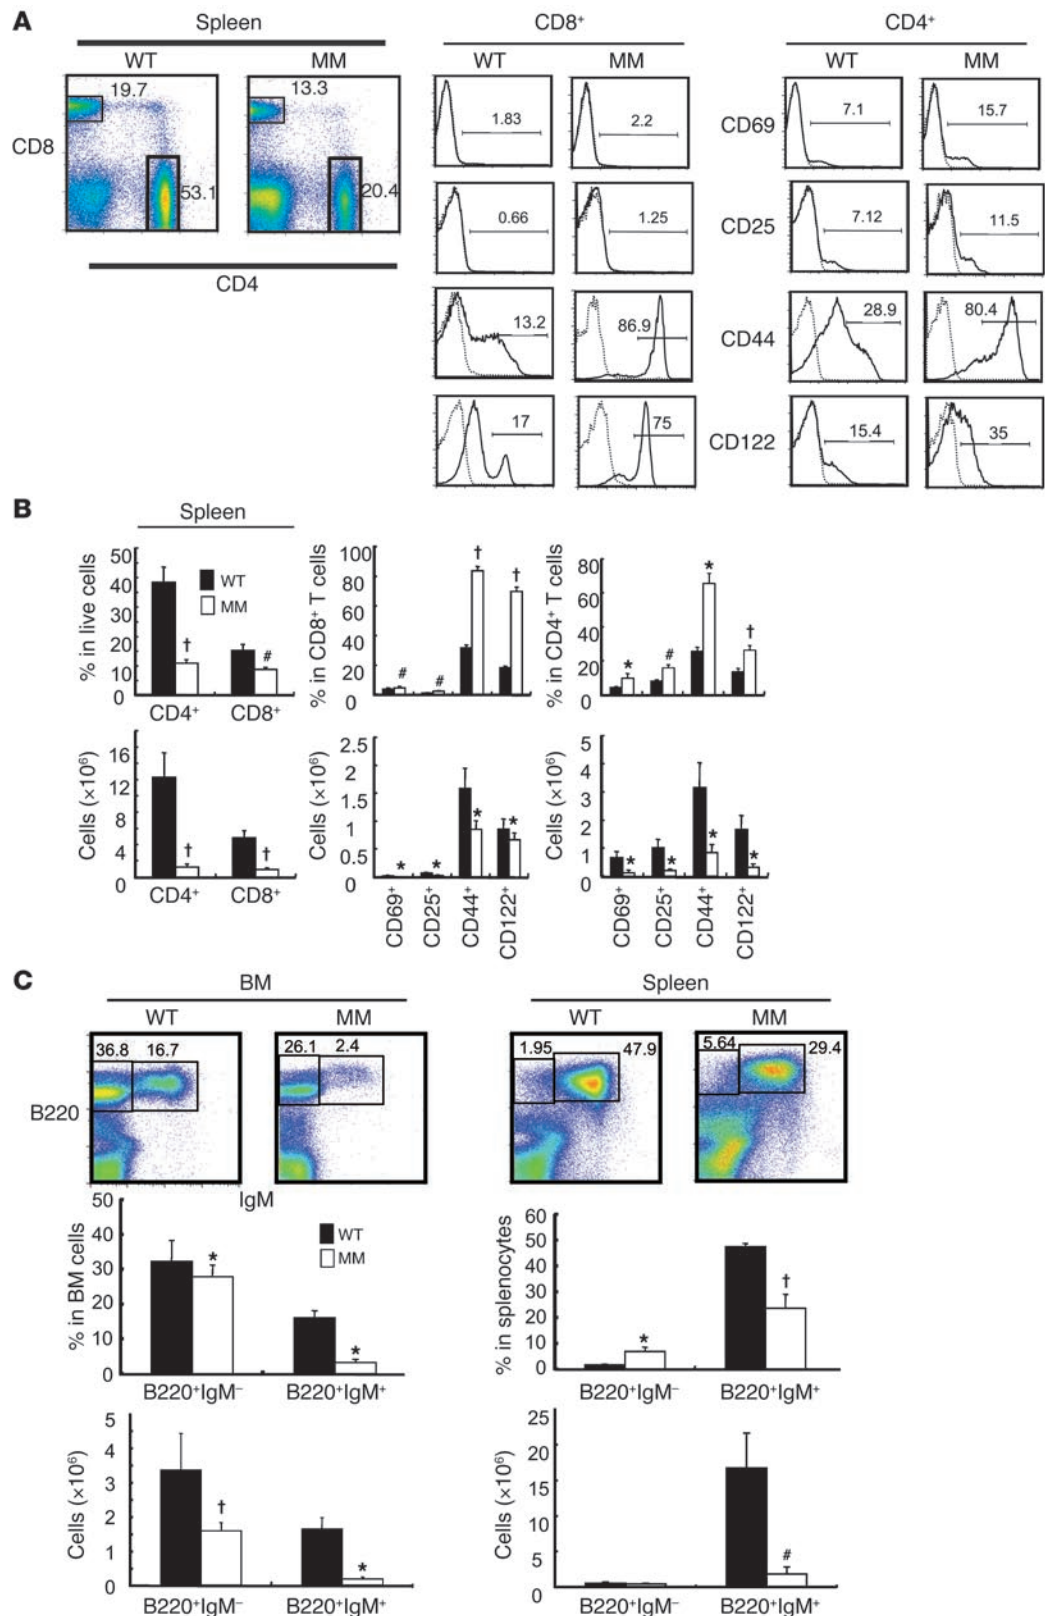 A
Spleen
WT MM
19.7 13.3
CD8
53.1 20.4
CD4
CD8⁺ CD4⁺
WT MM WT MM
1.83 2.2 CD69 7.1 15.7
0.66 1.25 CD25 7.12 11.5
13.2 86.9 CD44 28.9 80.4
17 75 CD122 15.4 35
B
Spleen
% in live cells
50
40
30
20
10
0
WT
MM
†
#
CD4⁺ CD8⁺
% in CD8⁺ T cells
100
80
60
40
20
0
# # † †
% in CD4⁺ T cells
80
60
40
20
0
* # * †
Cells (×10⁶)
16
12
8
4
0
† †
CD4⁺ CD8⁺
Cells (×10⁶)
2.5
2
1.5
1
0.5
0
* * * *
CD69⁺ CD25⁺ CD44⁺ CD122⁺
Cells (×10⁶)
5
4
3
2
1
0
* * * *
CD69⁺ CD25⁺ CD44⁺ CD122⁺
C
BM Spleen
WT MM WT MM
36.8 16.7 26.1 2.4 1.95 47.9 5.64 29.4
B220
IgM
% in BM cells
50
40
30
20
10
0
WT
MM
* *
B220⁺IgM⁻ B220⁺IgM⁺
% in splenocytes
60
50
40
30
20
10
0
* †
B220⁺IgM⁻ B220⁺IgM⁺
Cells (×10⁶)
5
4
3
2
1
0
† *
B220⁺IgM⁻ B220⁺IgM⁺
Cells (×10⁶)
25
20
15
10
5
0
#
B220⁺IgM⁻ B220⁺IgM⁺